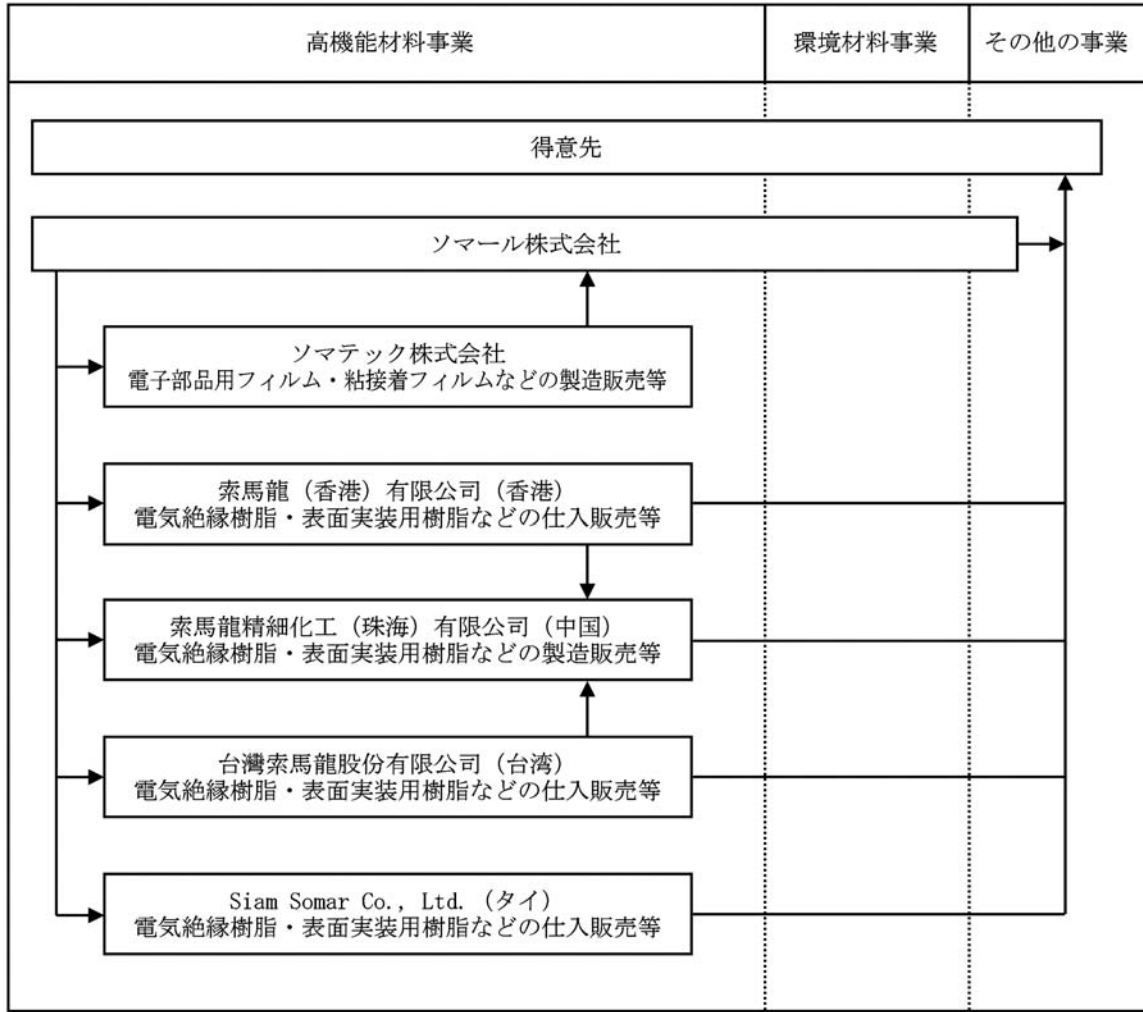 高機能材料事業
環境材料事業
その他の事業
得意先
ソマール株式会社
ソマテック株式会社
電子部品用フィルム・粘接着フィルムなどの製造販売等
索馬龍（香港）有限公司（香港）
電気絶縁樹脂・表面実装用樹脂などの仕入販売等
索馬龍精細化工（珠海）有限公司（中国）
電気絶縁樹脂・表面実装用樹脂などの製造販売等
台灣索馬龍股份有限公司（台湾）
電気絶縁樹脂・表面実装用樹脂などの仕入販売等
Siam Somar Co., Ltd.（タイ）
電気絶縁樹脂・表面実装用樹脂などの仕入販売等